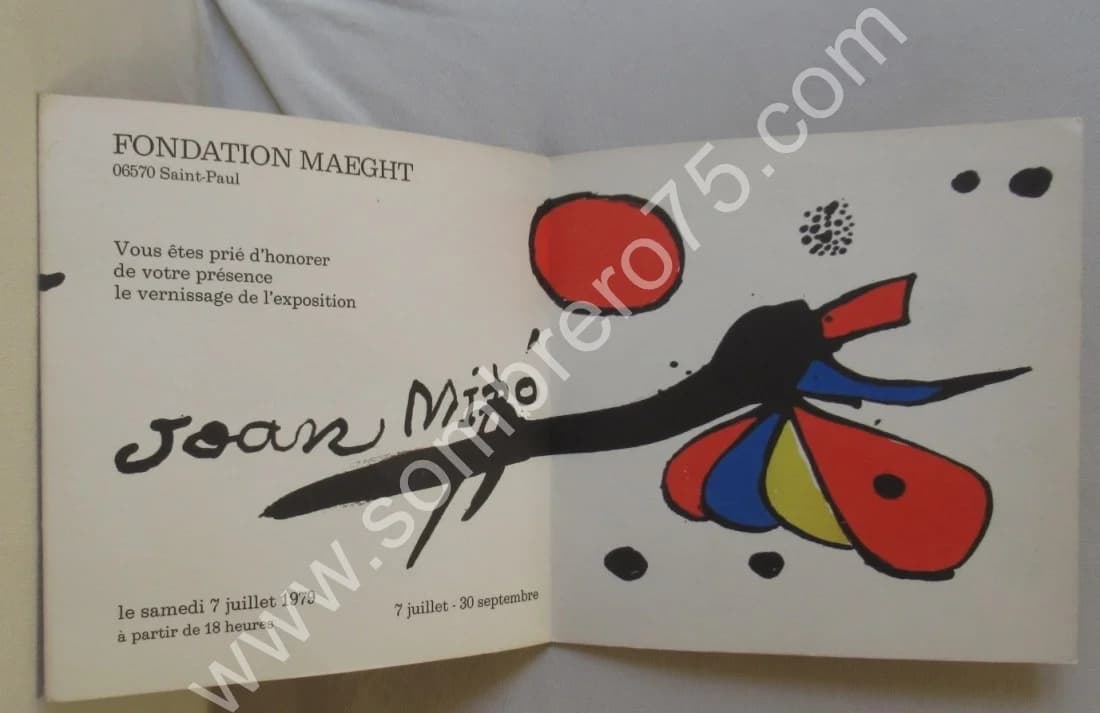 FONDATION MAEGHT
06570 Saint-Paul
Vous êtes prié d'honorer
de votre présence
le vernissage de l'exposition
Joan Miró
le samedi 7 juillet 1979
à partir de 18 heures
7 juillet - 30 septembre
www.sombrero75.com